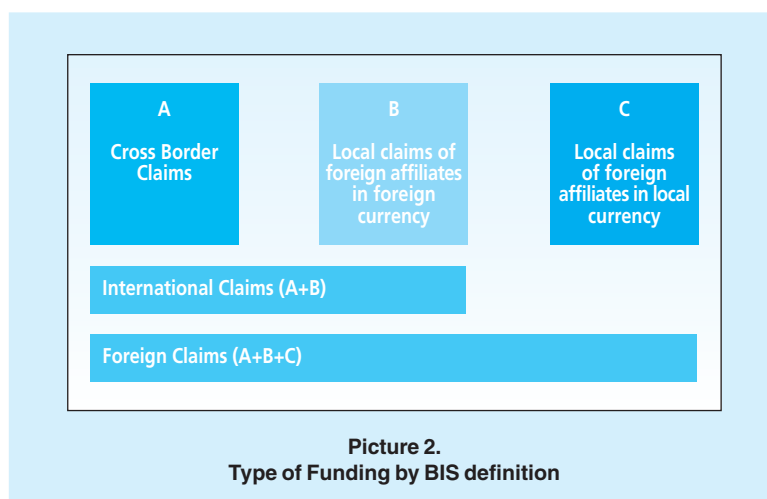 A
Cross Border
Claims
B
Local claims of
foreign affiliates
in foreign
currency
C
Local claims
of foreign
affiliates in local
currency
International Claims (A+B)
Foreign Claims (A+B+C)
Picture 2.
Type of Funding by BIS definition